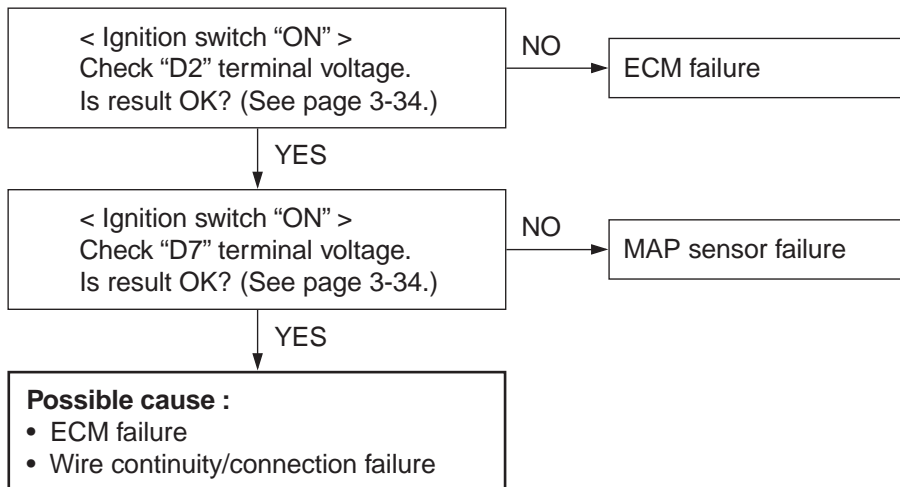 < Ignition switch “ON” >
Check “D2” terminal voltage.
Is result OK? (See page 3-34.)
NO
ECM failure
YES
< Ignition switch “ON” >
Check “D7” terminal voltage.
Is result OK? (See page 3-34.)
NO
MAP sensor failure
YES
Possible cause :
• ECM failure
• Wire continuity/connection failure